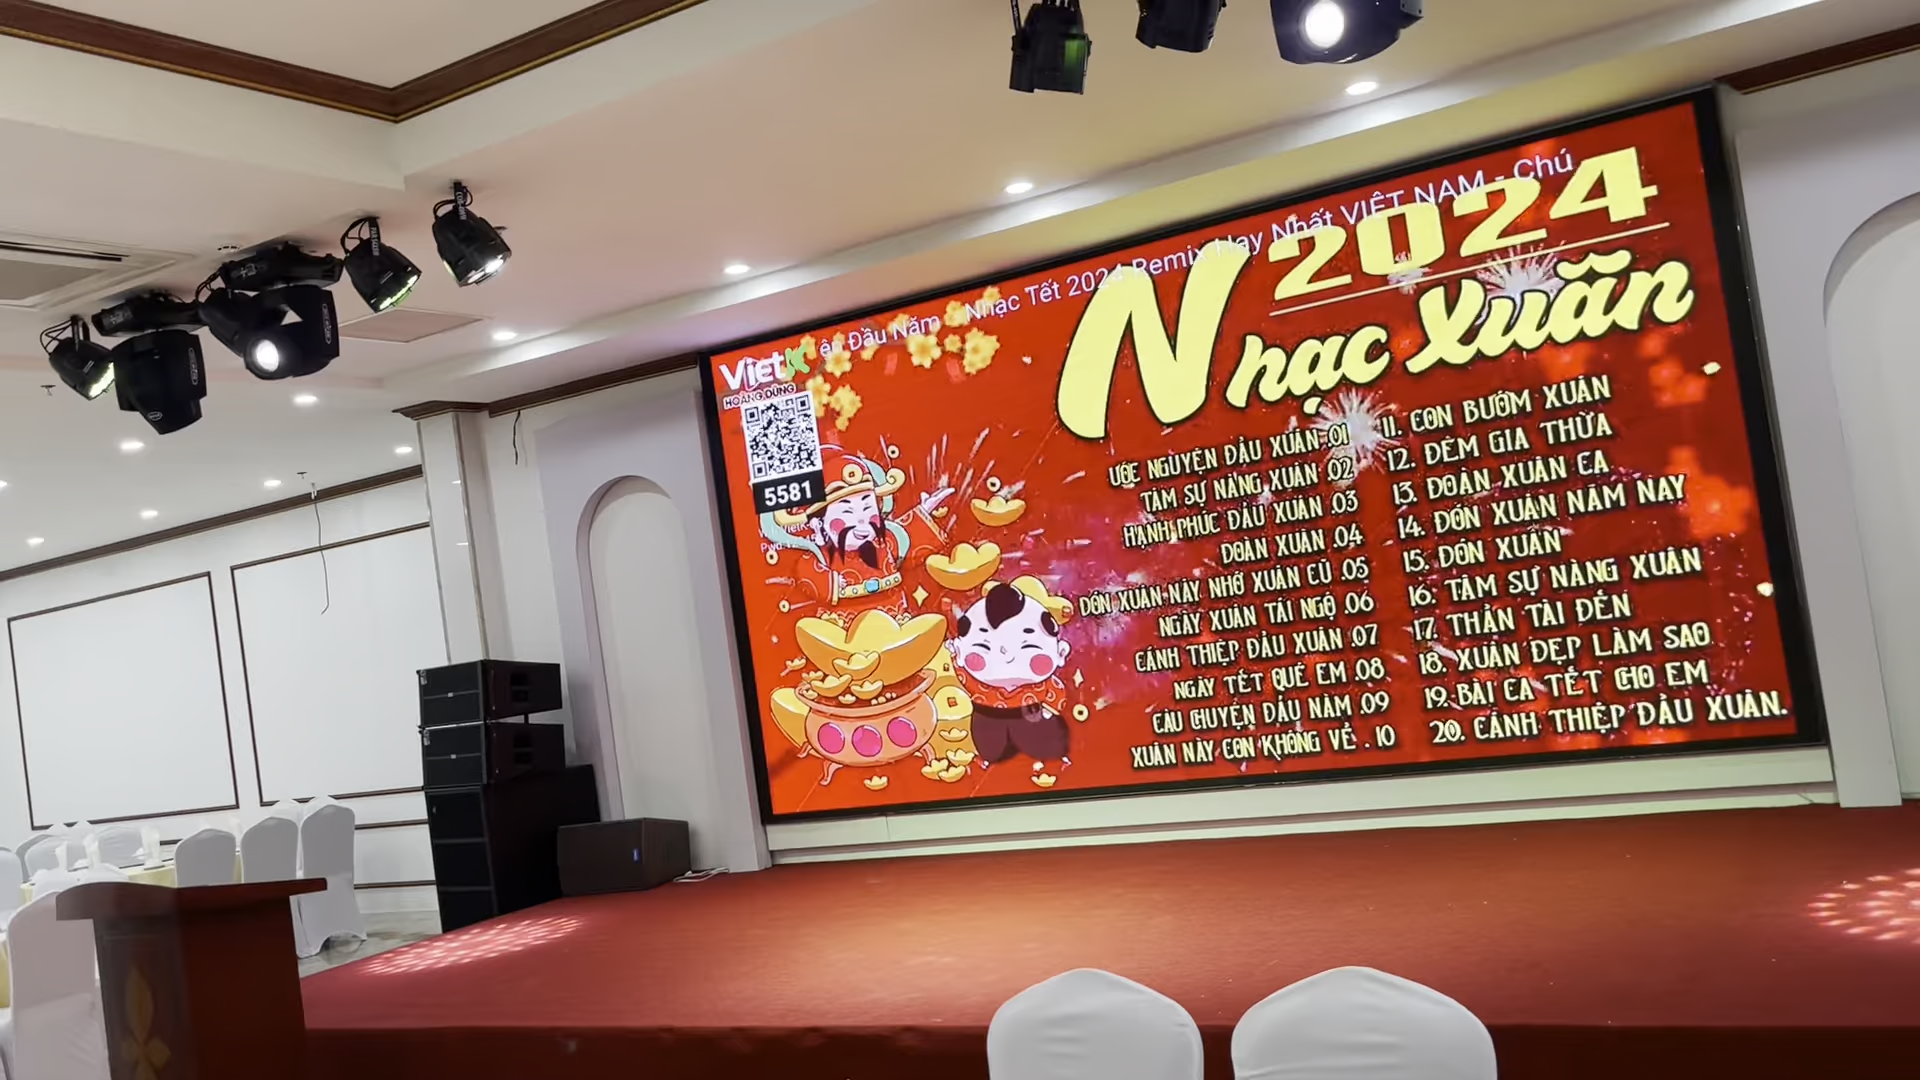 ện Đầu Năm - Nhạc Tết 2024 Remix Hay Nhất VIỆT NAM - Chú
2024
Nhạc Xuân
VietK
HOÀNG DŨNG
5581
ƯỚC NGUYỆN ĐẦU XUÂN .01
TÂM SỰ NÀNG XUÂN .02
HẠNH PHÚC ĐẦU XUÂN .03
ĐOÀN XUÂN .04
ĐÓN XUÂN NÀY NHỚ XUÂN CŨ .05
NGÀY XUÂN TÁI NGỘ .06
CÁNH THIỆP ĐẦU XUÂN .07
NGÀY TẾT QUÊ EM .08
CÂU CHUYỆN ĐẦU NĂM .09
XUÂN NÀY CON KHÔNG VỀ . 10
11. CON BƯỚM XUÂN
12. ĐÊM GIA THỪA
13. ĐOÀN XUÂN CA
14. ĐÓN XUÂN NĂM NAY
15. ĐÓN XUÂN
16. TÂM SỰ NÀNG XUÂN
17. THẦN TÀI ĐẾN
18. XUÂN ĐẸP LÀM SAO
19. BÀI CA TẾT CHO EM
20. CÁNH THIỆP ĐẦU XUÂN.